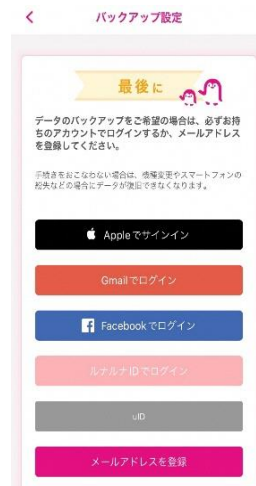 バックアップ設定
最後に
データのバックアップをご希望の場合は、必ずお持
ちのアカウントでログインするか、メールアドレス
を登録してください。
手続きをおこなわない場合は、機種変更やスマートフォンの
紛失などの場合にデータが復旧できなくなります。
Appleでサインイン
Gmailでログイン
Facebookでログイン
ルナルナIDでログイン
uID
メールアドレスを登録